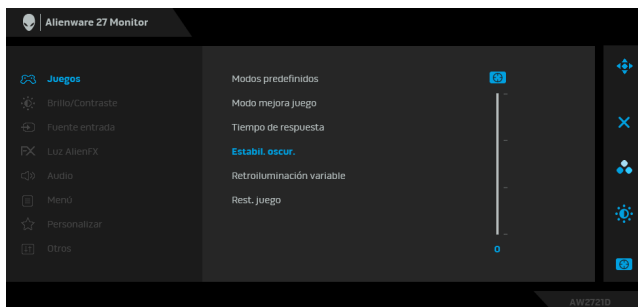 Alienware 27 Monitor
Juegos
Brillo/Contraste
Fuente entrada
FX Luz AlienFX
Audio
Menú
Personalizar
Otros
Modos predefinidos
Modo mejora juego
Tiempo de respuesta
Estabil. oscur.
Retroiluminación variable
Rest. juego
0
AW2721D